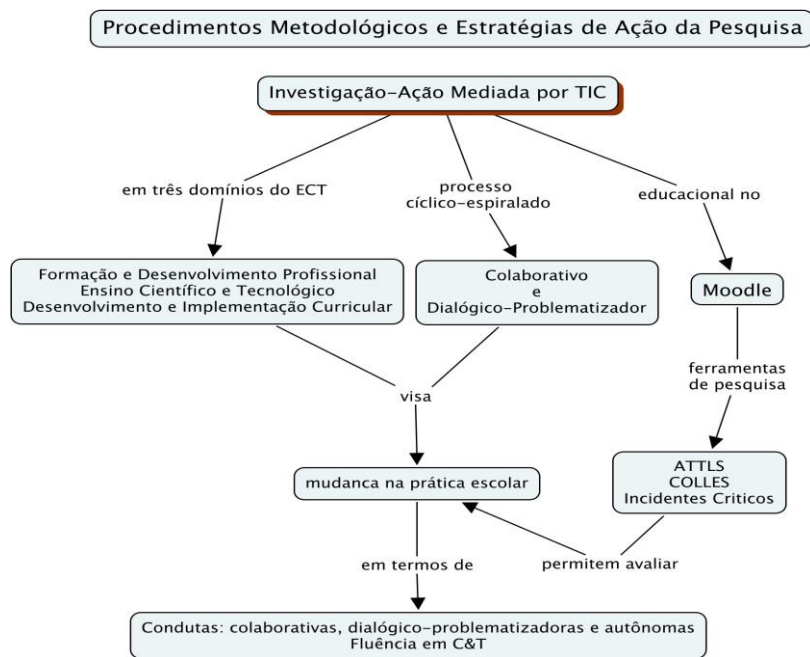 Procedimentos Metodológicos e Estratégias de Ação da Pesquisa
Investigação-Ação Mediada por TIC
em três domínios do ECT
processo
cíclico-espiralado
educacional no
Formação e Desenvolvimento Profissional
Ensino Científico e Tecnológico
Desenvolvimento e Implementação Curricular
Colaborativo
e
Dialógico-Problematizador
Moodle
ferramentas
de pesquisa
visa
ATTLS
COLLES
Incidentes Criticos
mudanca na prática escolar
em termos de
permitem avaliar
Condutas: colaborativas, dialógico-problematizadoras e autônomas
Fluência em C&T